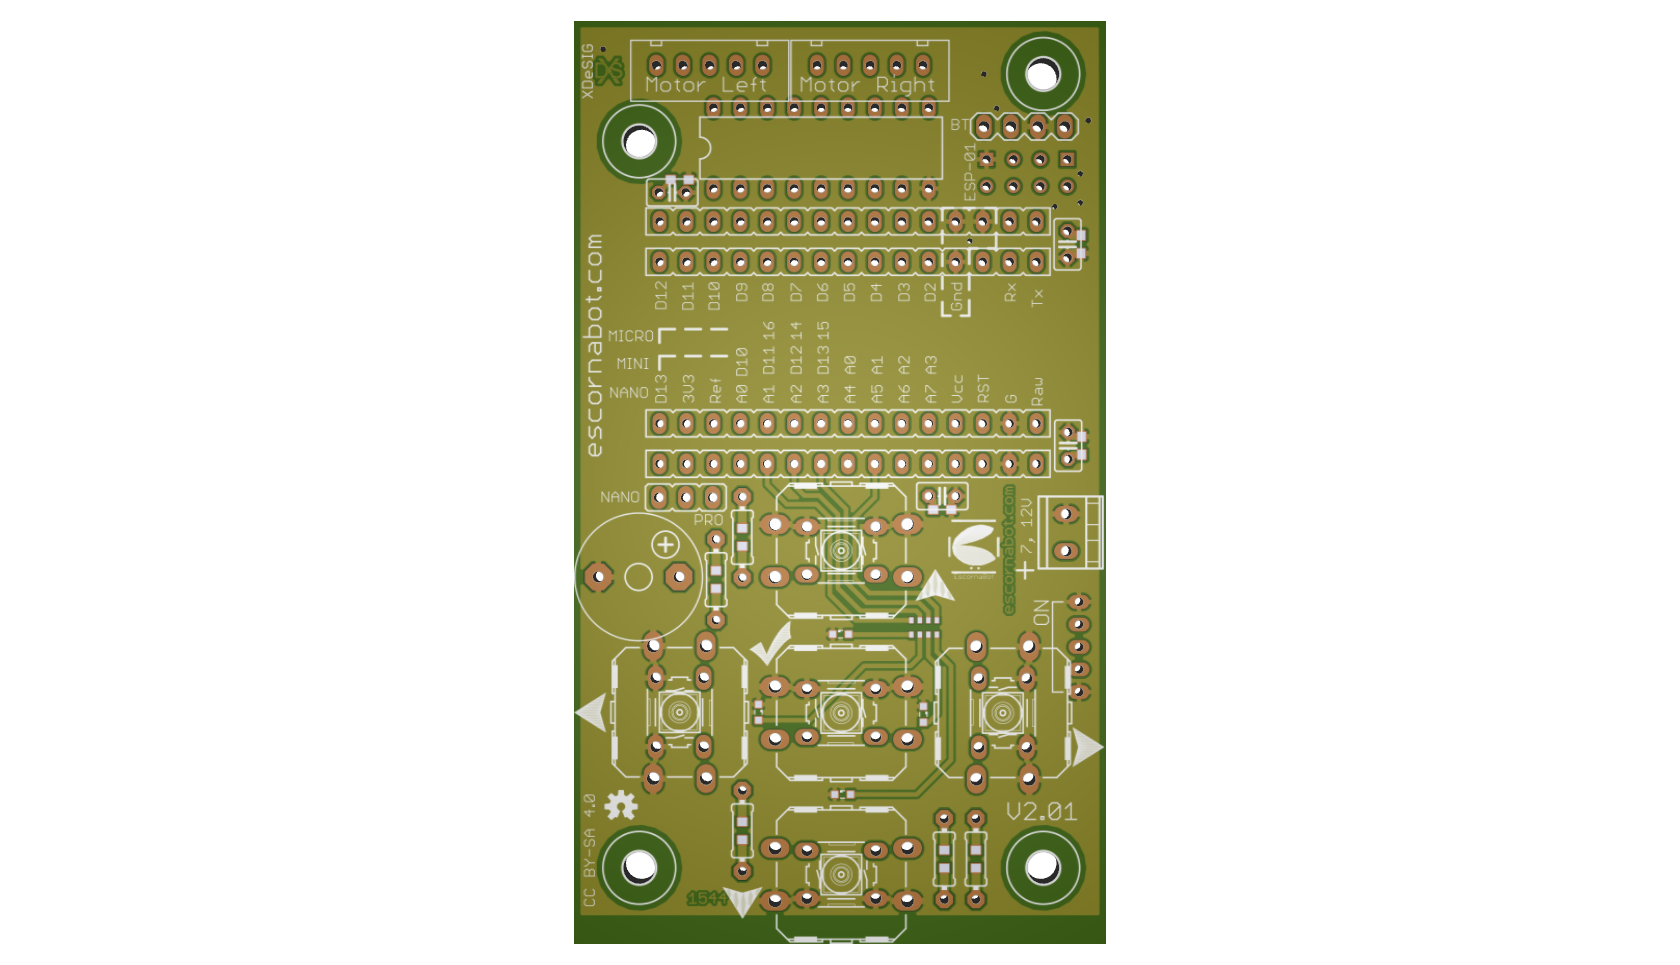 XDeSIG
Motor Left
Motor Right
BT
ESP-01
escornabot.com
D12 D11 D10 D9 D8 D7 D6 D5 D4 D3 D2 Gnd Rx Tx
MICRO
D11 16
D12 14
D13 15
MINI
D10
A0 A1 A2 A3
NANO
D13 3V3 Ref A0 A1 A2 A3 A4 A5 A6 A7 Vcc RST G Raw
NANO
PRO
+
escornabot.com
+ 7, 12V
ESCORNABOT
ON
CC BY-SA 4.0
V2.01
1544